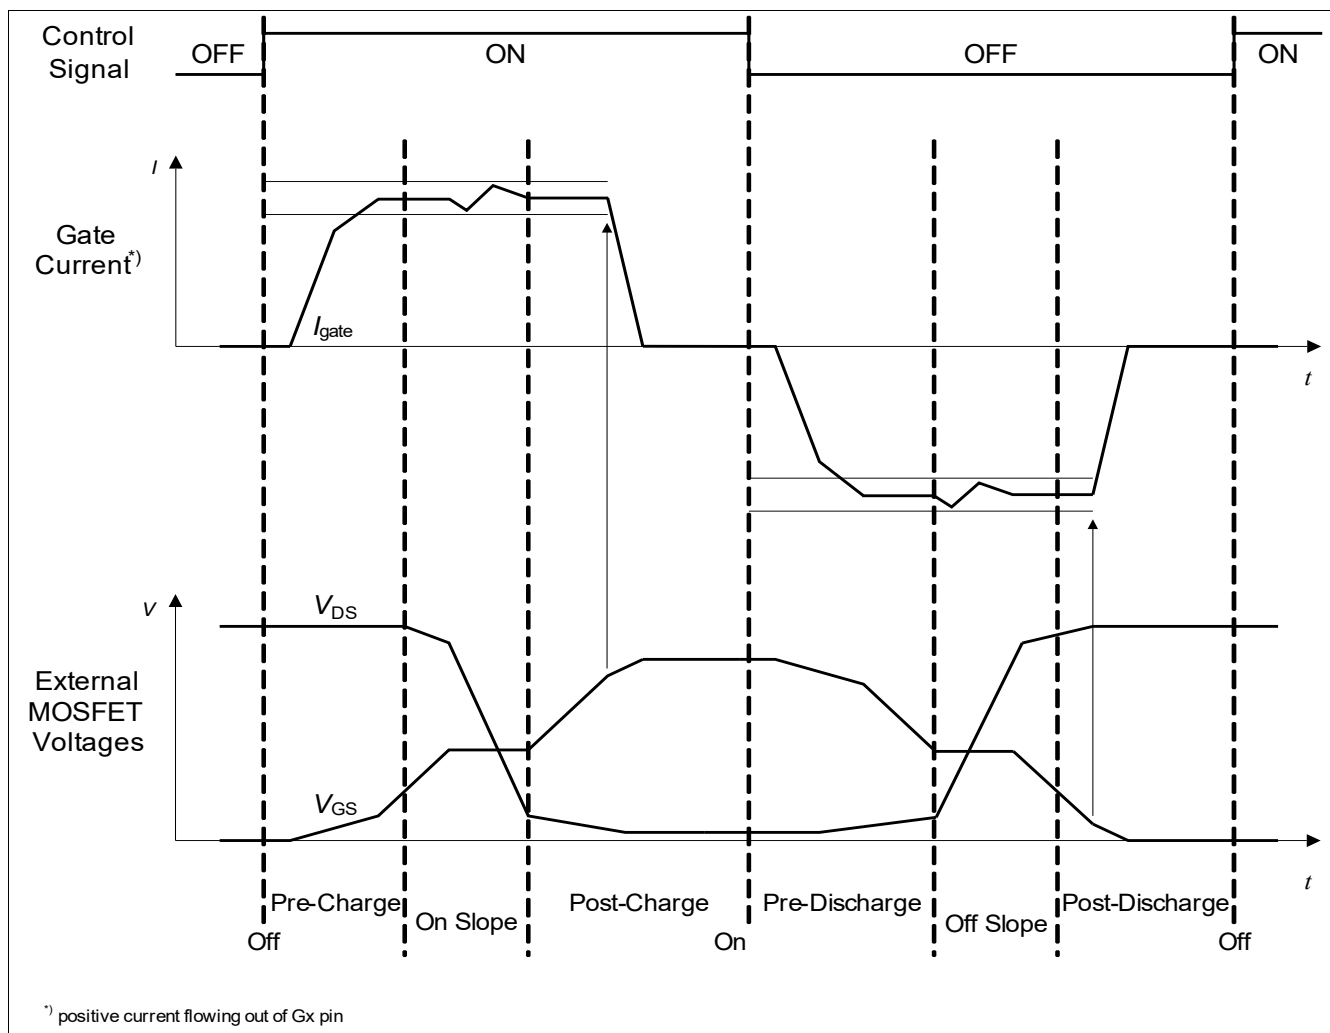 Control
Signal
OFF
ON
OFF
ON
I
Gate
Current*)
Igate
t
V
VDS
External
MOSFET
Voltages
VGS
t
Pre-Charge
On Slope
Post-Charge
Pre-Discharge
Off Slope
Post-Discharge
Off
On
Off
*) positive current flowing out of Gx pin